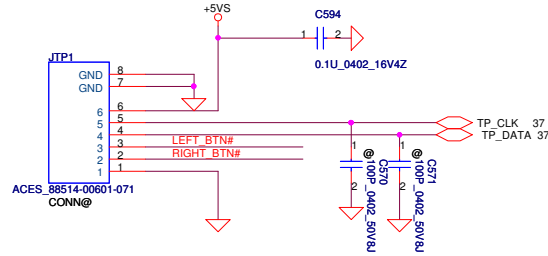 +5VS
C594
1 2
0.1U_0402_16V4Z
JTP1
GND 8
GND 7
6 6
5 5 TP_CLK 37
4 4 TP_DATA 37
3 3 LEFT_BTN#
2 2 RIGHT_BTN#
1 1
ACES_88514-00601-071
CONN@
1 2
@
C570
100P_0402_50V8J
1 2
@
C571
100P_0402_50V8J